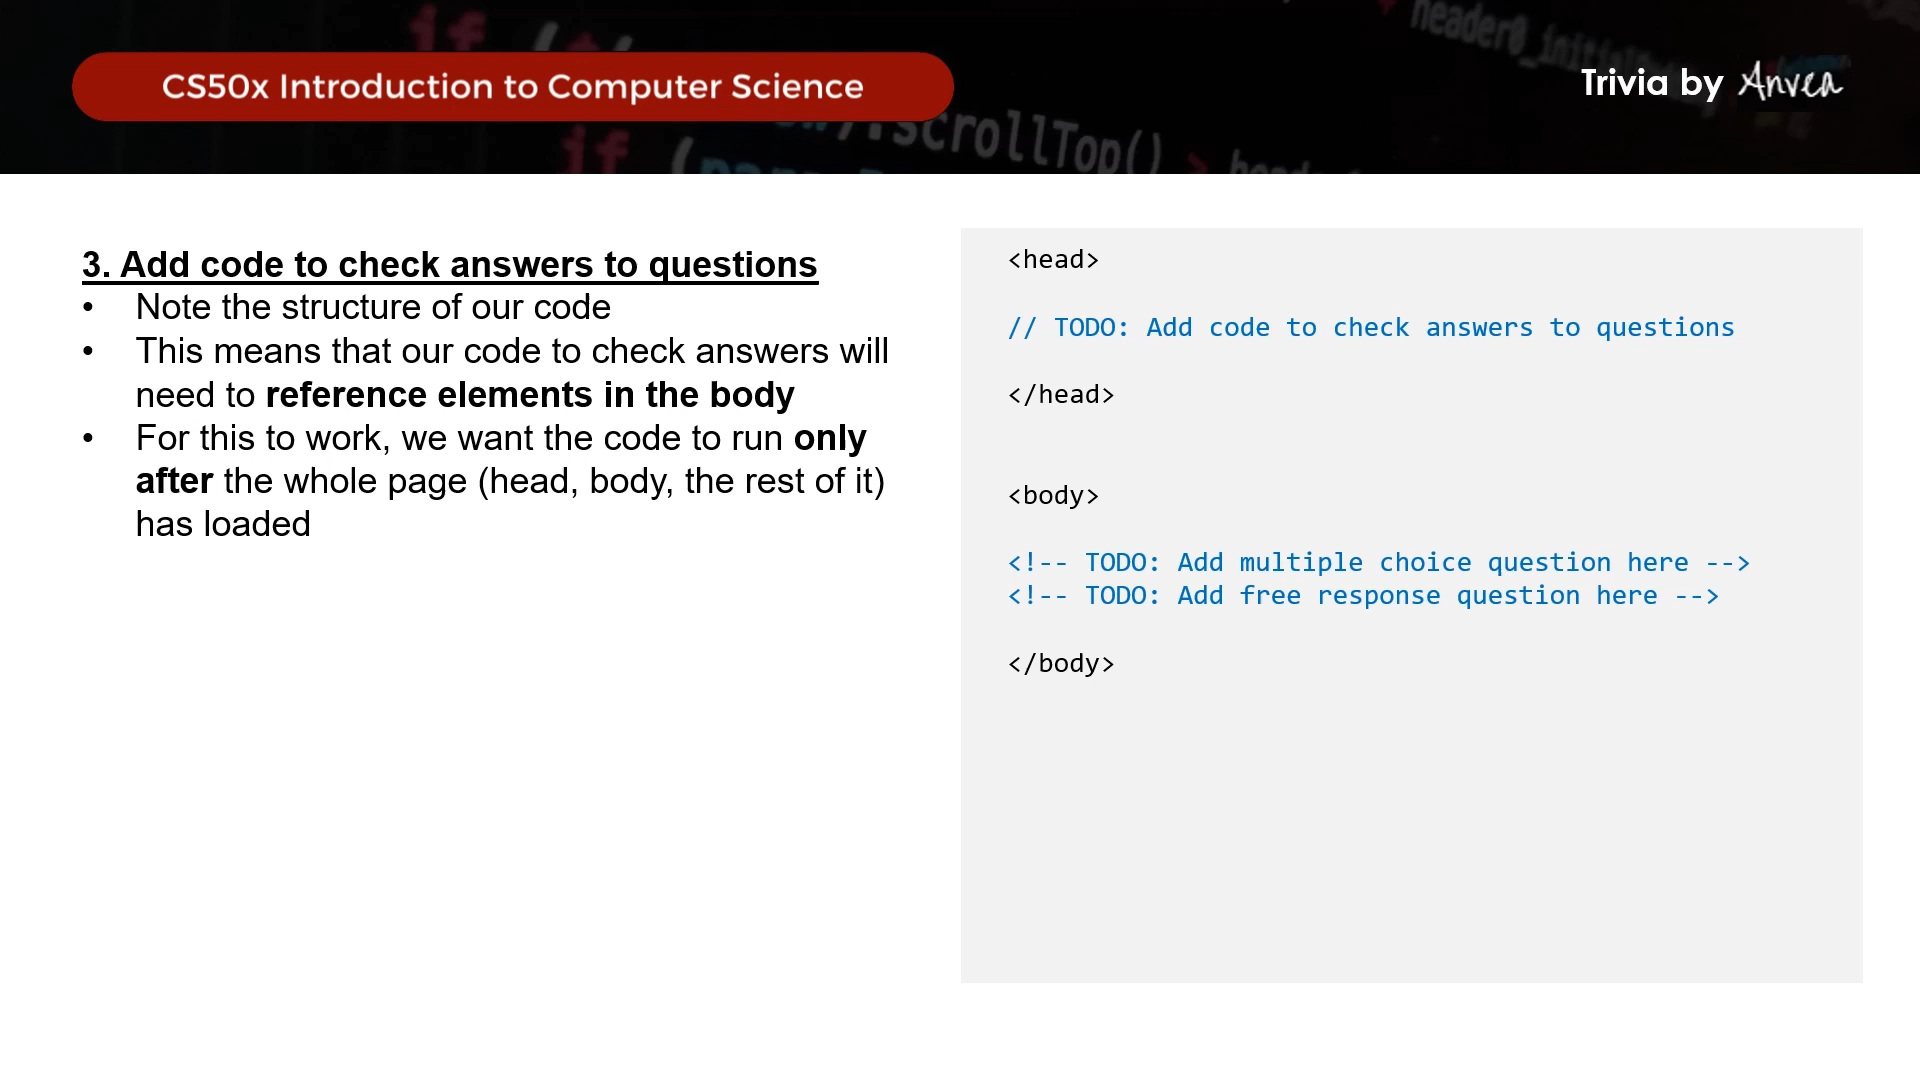 if (
header0_initi
CS50x Introduction to Computer Science
Trivia by Anvea
.scrollTop() >
if (
3. Add code to check answers to questions
• Note the structure of our code
• This means that our code to check answers will
need to reference elements in the body
• For this to work, we want the code to run only
after the whole page (head, body, the rest of it)
has loaded
<head>
// TODO: Add code to check answers to questions
</head>
<body>
<!-- TODO: Add multiple choice question here -->
<!-- TODO: Add free response question here -->
</body>